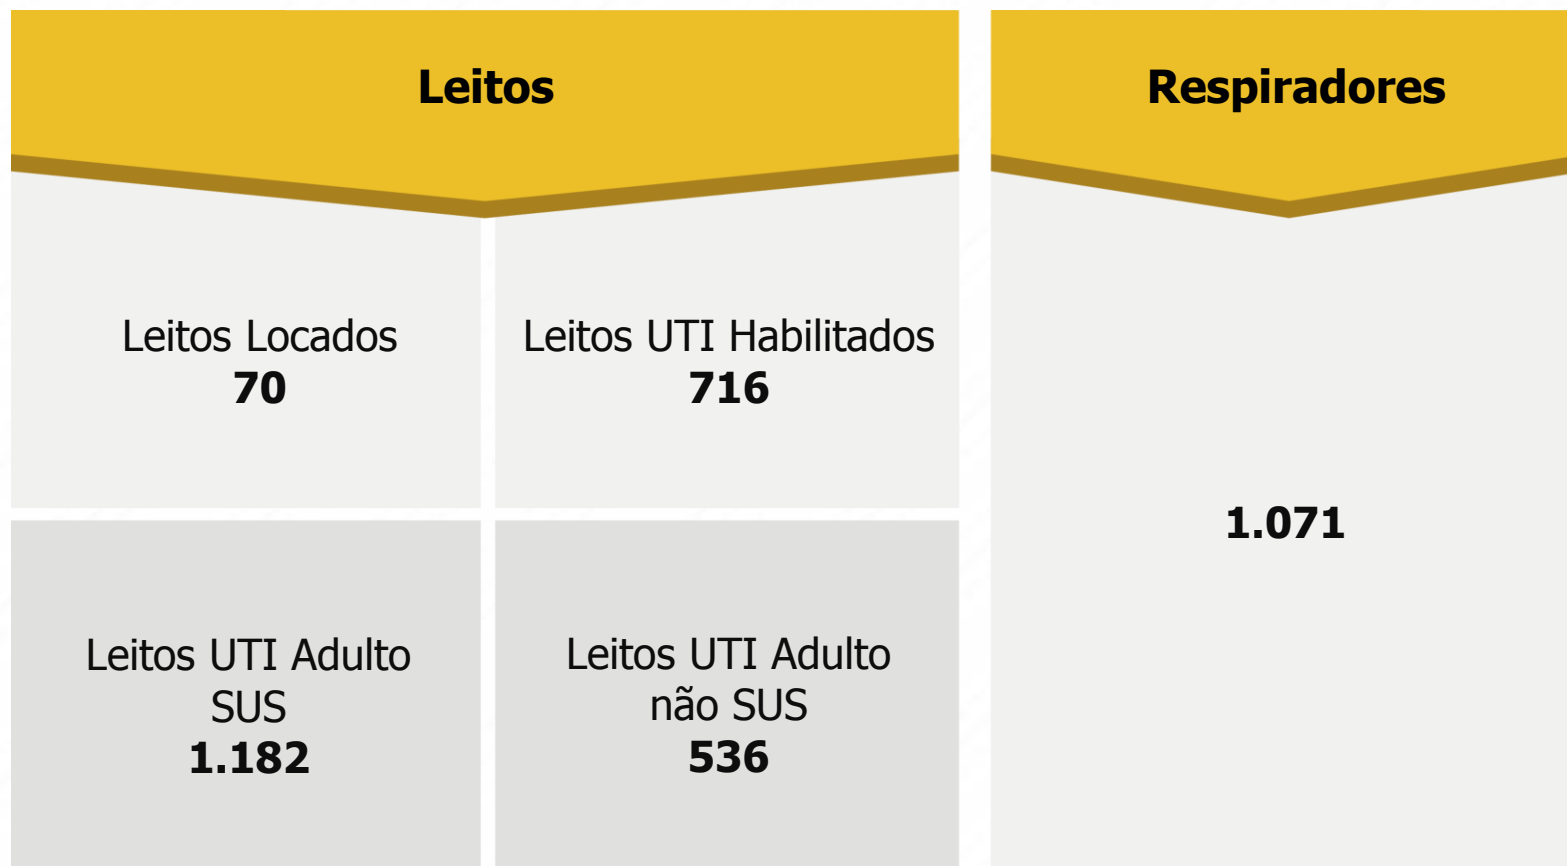 Leitos
Leitos Locados
70
Leitos UTI Habilitados
716
Leitos UTI Adulto
SUS
1.182
Leitos UTI Adulto
não SUS
536
Respiradores
1.071